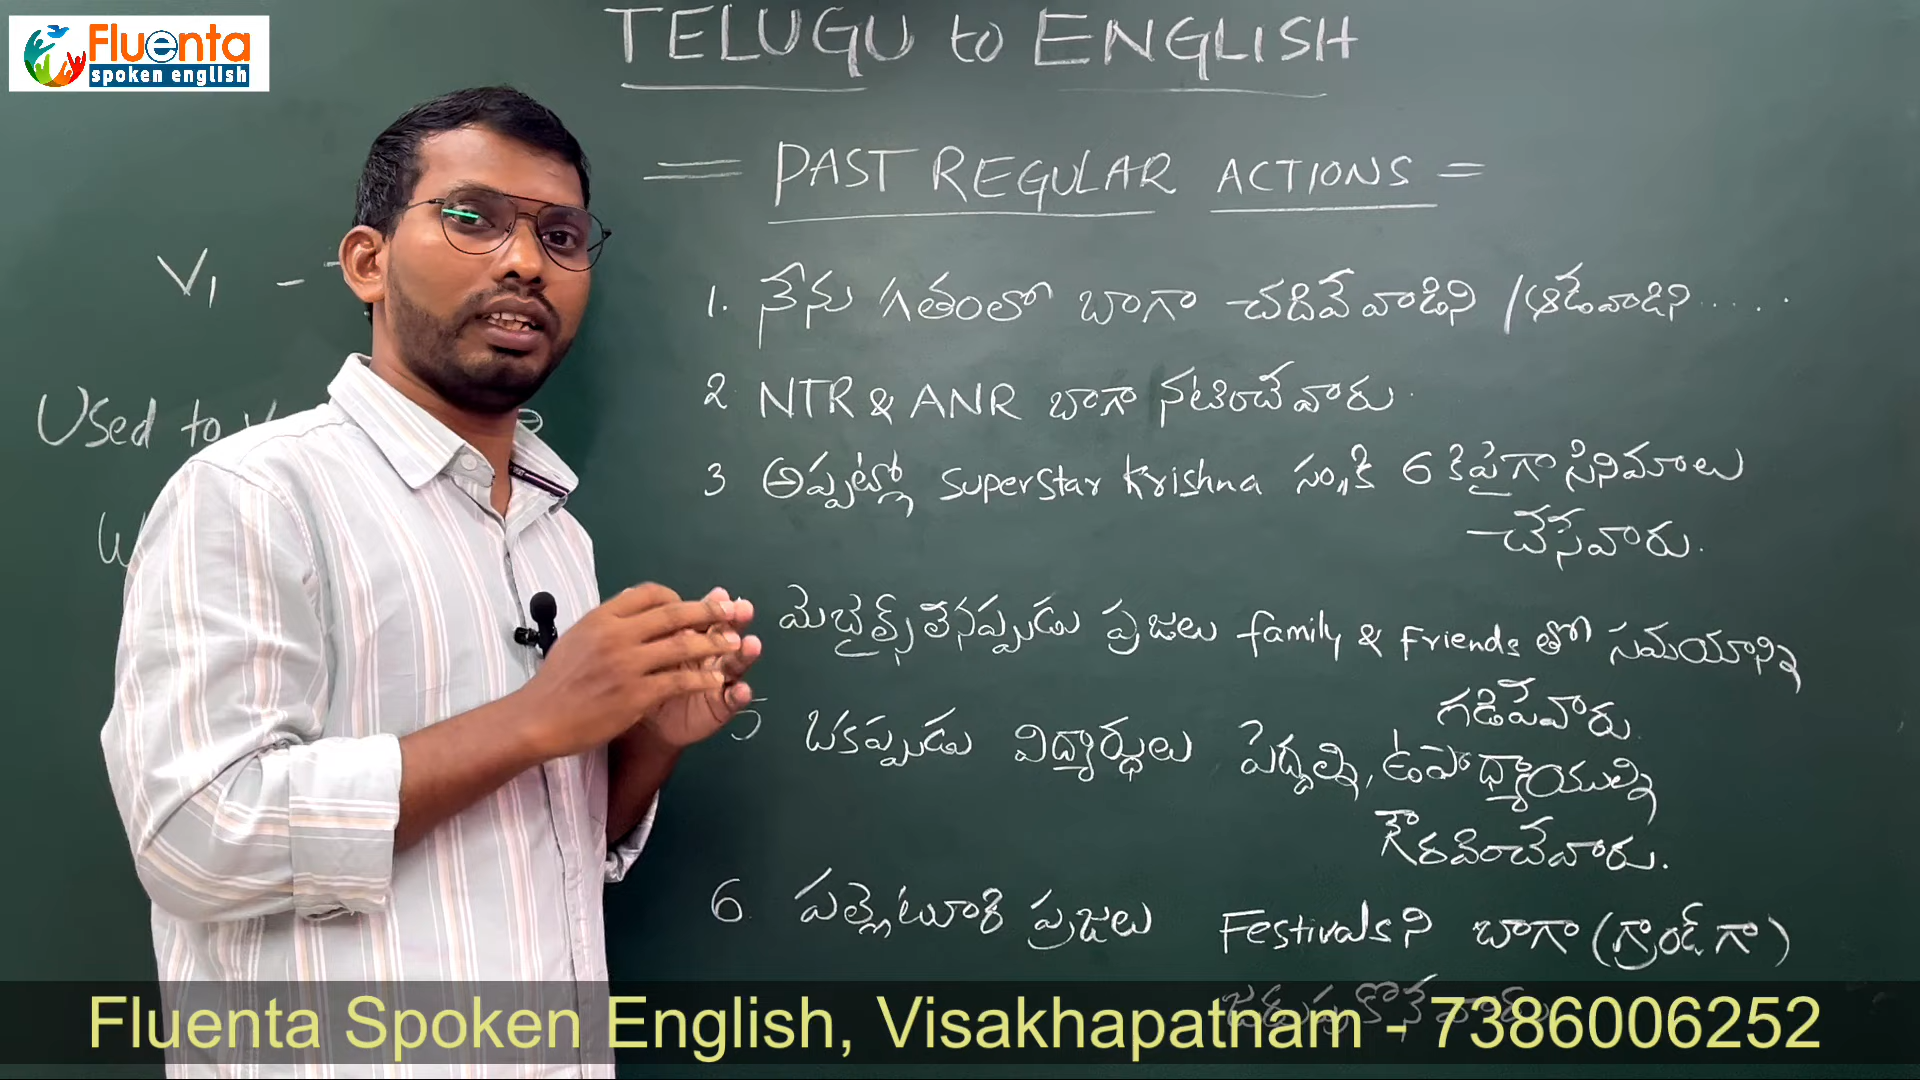 Fluenta
spoken english
TELUGU to ENGLISH
= PAST REGULAR ACTIONS =
V1 -
Used to
1. నేను గతంలో బాగా చదివేవాడిని / ఆడేవాడిని......
2 NTR & ANR బాగా నటించేవారు.
3 అప్పట్లో superstar Krishna సం॥కి 6 కి పైగా సినిమాలు
చేసేవారు.
మొబైల్స్ లేనప్పుడు ప్రజలు family & Friends తో సమయాన్ని
గడిపేవారు.
5 ఒకప్పుడు విద్యార్థులు పెద్దల్ని, ఉపాధ్యాయుల్ని
గౌరవించేవారు.
6 పల్లెటూరి ప్రజలు Festivals ని బాగా (గ్రాండ్ గా)
జరుపుకొనేవారు
Fluenta Spoken English, Visakhapatnam - 7386006252